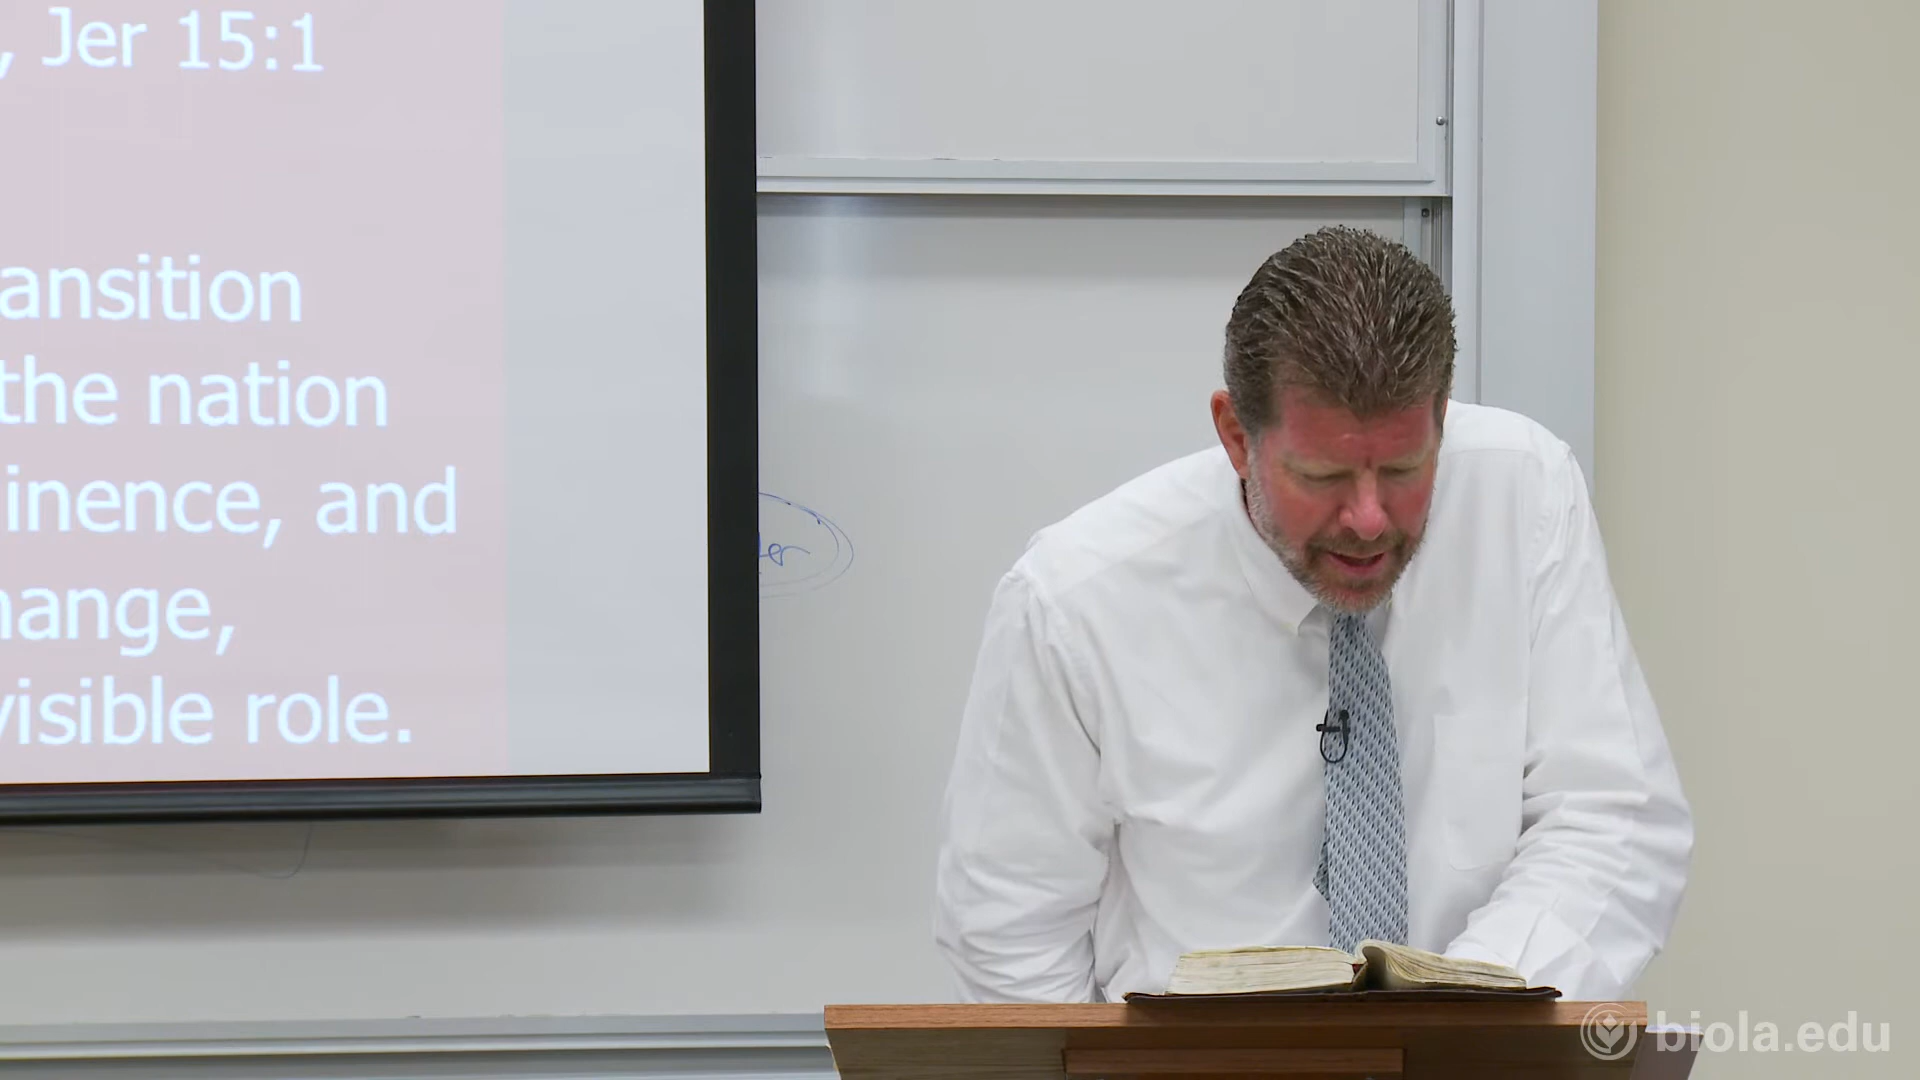 , Jer 15:1
ansition
the nation
inence, and
hange,
visible role.
biola.edu